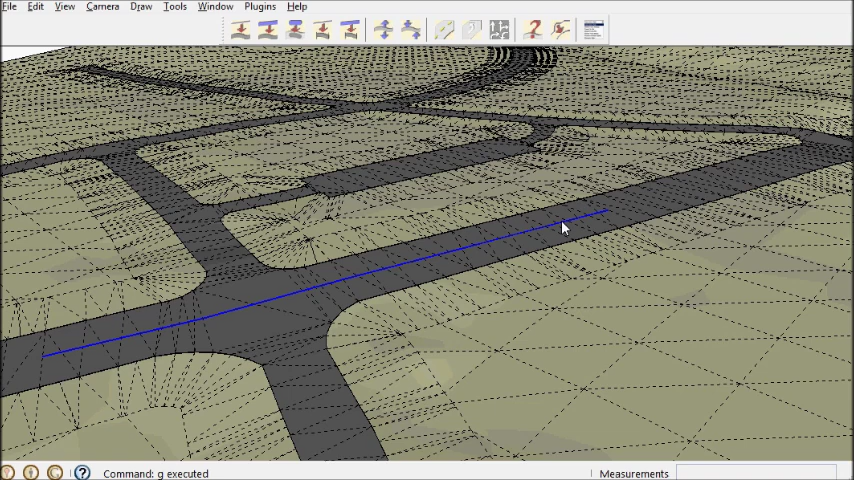 File Edit View Camera Draw Tools Window Plugins Help
Command: g executed
Measurements